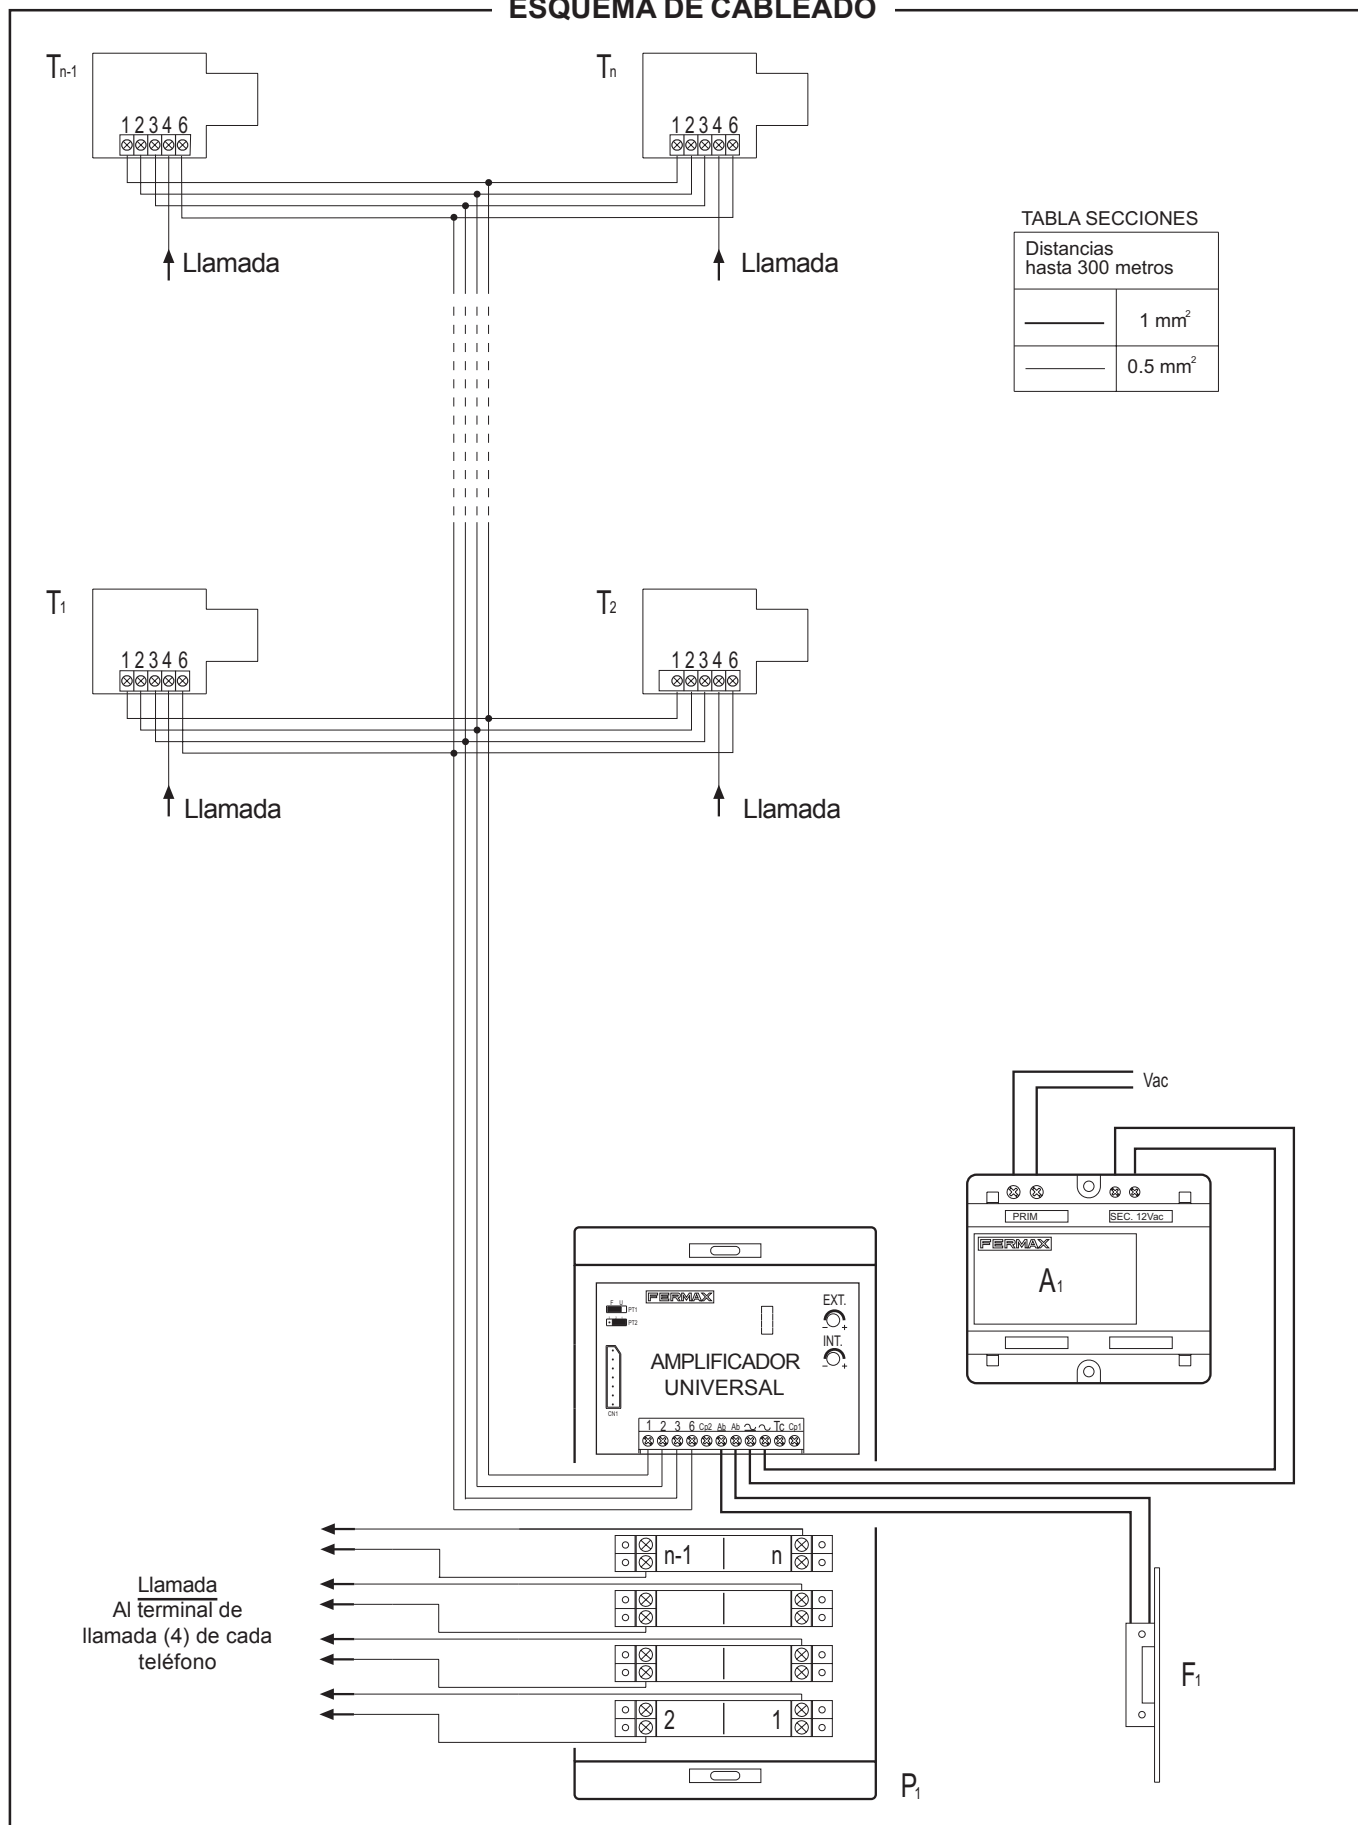 ESQUEMA DE CABLEADO
Tn-1
1 2 3 4 6
Llamada
Tn
1 2 3 4 6
Llamada
TABLA SECCIONES
Distancias
hasta 300 metros
1 mm²
0.5 mm²
T1
1 2 3 4 6
Llamada
T2
1 2 3 4 6
Llamada
Vac
PRIM
SEC. 12Vac
FERMAX
A1
FERMAX
F U
PT1
PT2
EXT.
- +
INT.
- +
AMPLIFICADOR
UNIVERSAL
CN1
1 2 3 6 Cp2 Ab Ab Tc Cp1
n-1 n
2 1
Llamada
Al terminal de
llamada (4) de cada
teléfono
F1
P1